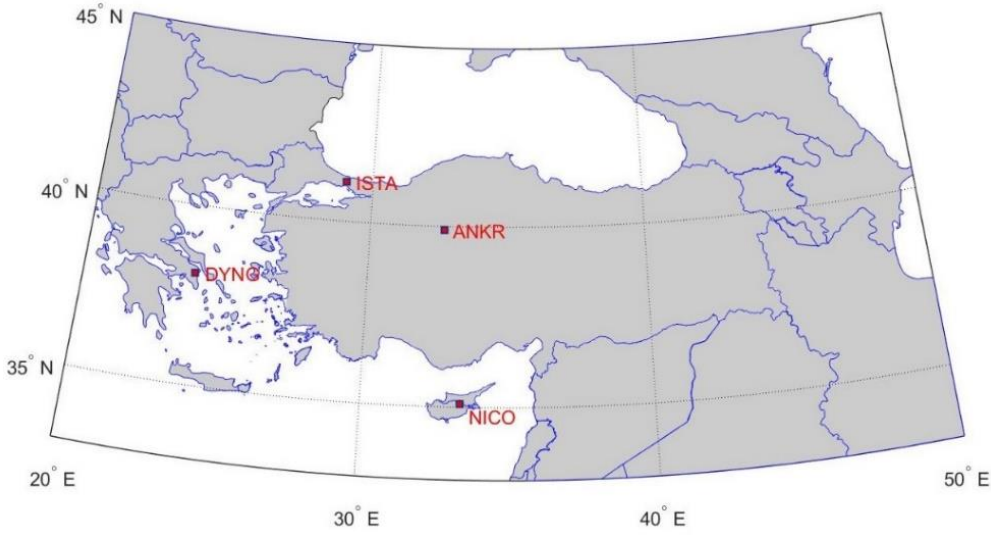 45° N
40° N
ISTA
ANKR
DYNG
35° N
NICO
20° E
50° E
30° E
40° E